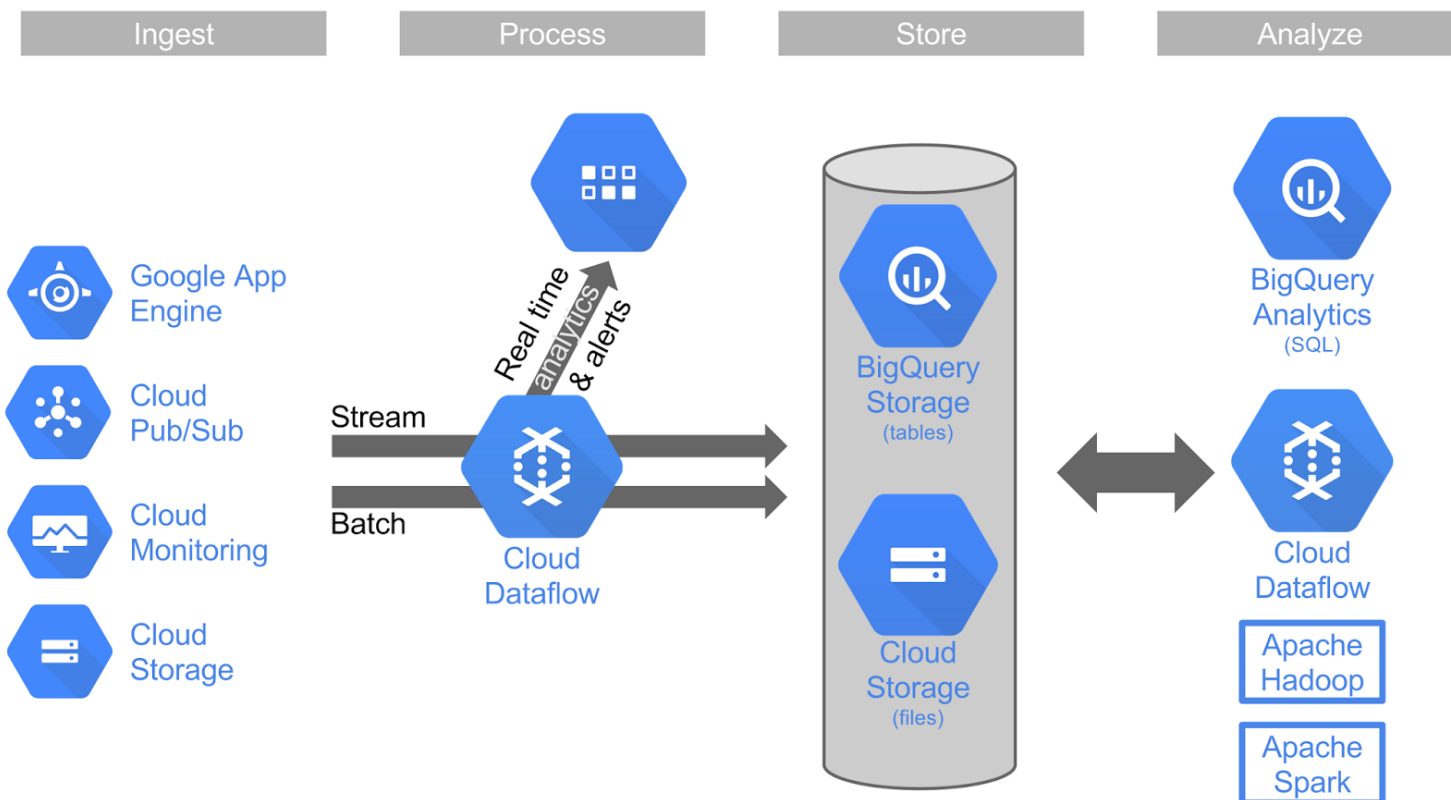 Ingest
Process
Store
Analyze
Google App
Engine
Cloud
Pub/Sub
Cloud
Monitoring
Cloud
Storage
Real time
analytics
& alerts
Stream
Batch
Cloud
Dataflow
BigQuery
Storage
(tables)
Cloud
Storage
(files)
BigQuery
Analytics
(SQL)
Cloud
Dataflow
Apache
Hadoop
Apache
Spark